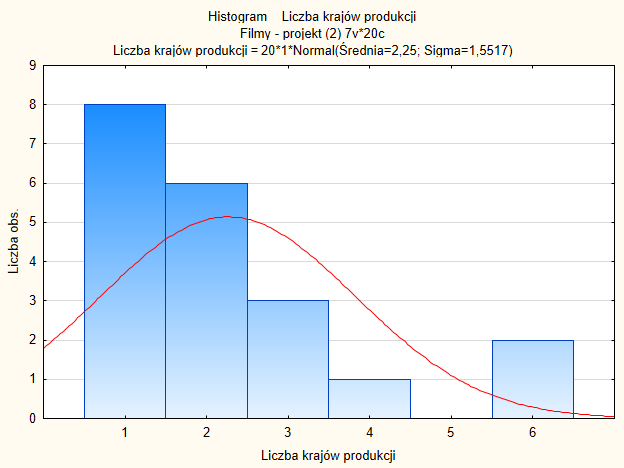 Histogram    Liczba krajów produkcji
Filmy - projekt (2) 7v*20c
Liczba krajów produkcji = 20*1*Normal(Średnia=2,25; Sigma=1,5517)
9
8
7
6
5
4
3
2
1
0
Liczba obs.
1 2 3 4 5 6
Liczba krajów produkcji